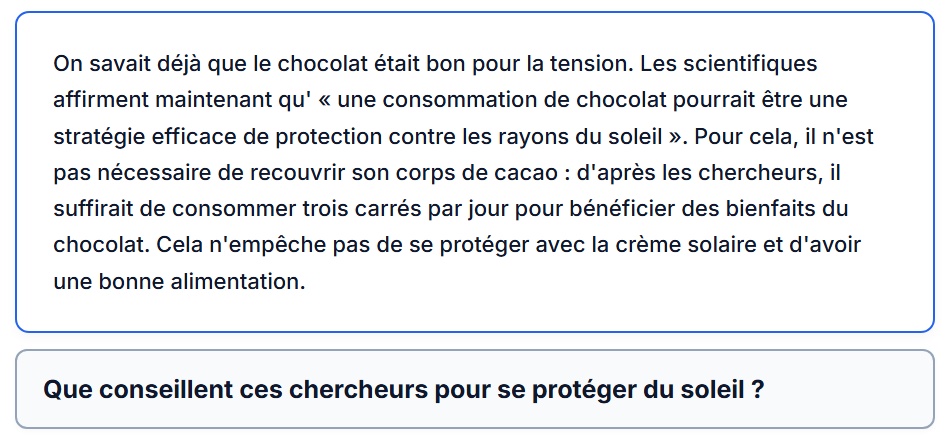 On savait déjà que le chocolat était bon pour la tension. Les scientifiques
affirment maintenant qu' « une consommation de chocolat pourrait être une
stratégie efficace de protection contre les rayons du soleil ». Pour cela, il n'est
pas nécessaire de recouvrir son corps de cacao : d'après les chercheurs, il
suffirait de consommer trois carrés par jour pour bénéficier des bienfaits du
chocolat. Cela n'empêche pas de se protéger avec la crème solaire et d'avoir
une bonne alimentation.
Que conseillent ces chercheurs pour se protéger du soleil ?